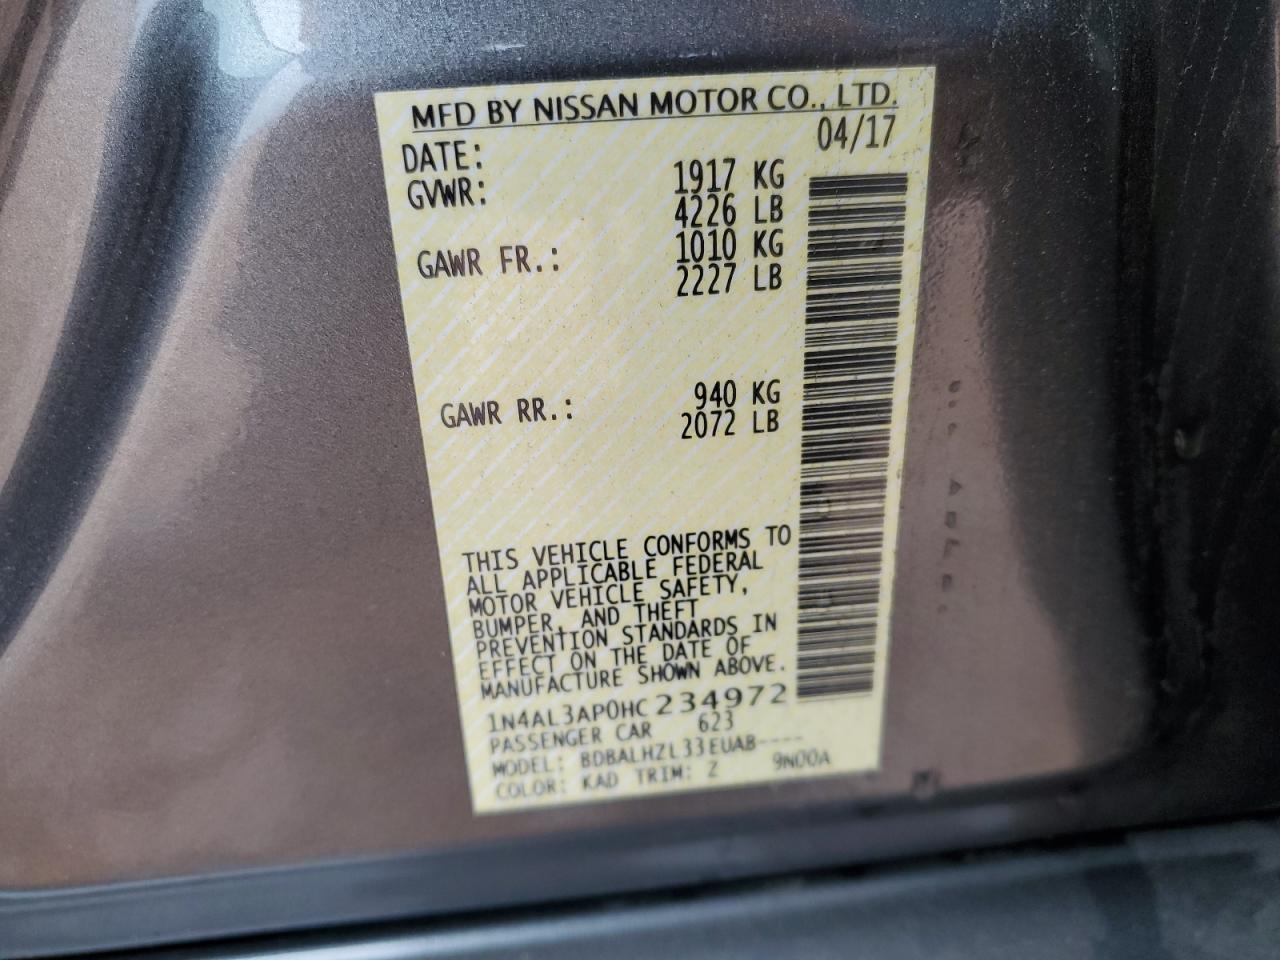 MFD BY NISSAN MOTOR CO., LTD.
DATE: 04/17
GVWR: 1917 KG
4226 LB
GAWR FR.: 1010 KG
2227 LB
GAWR RR.: 940 KG
2072 LB
THIS VEHICLE CONFORMS TO
ALL APPLICABLE FEDERAL
MOTOR VEHICLE SAFETY,
BUMPER, AND THEFT
PREVENTION STANDARDS IN
EFFECT ON THE DATE OF
MANUFACTURE SHOWN ABOVE.
1N4AL3AP0HC234972
PASSENGER CAR 623
MODEL: BDBALHZL33EUAB----
COLOR: KAD TRIM: Z 9N00A